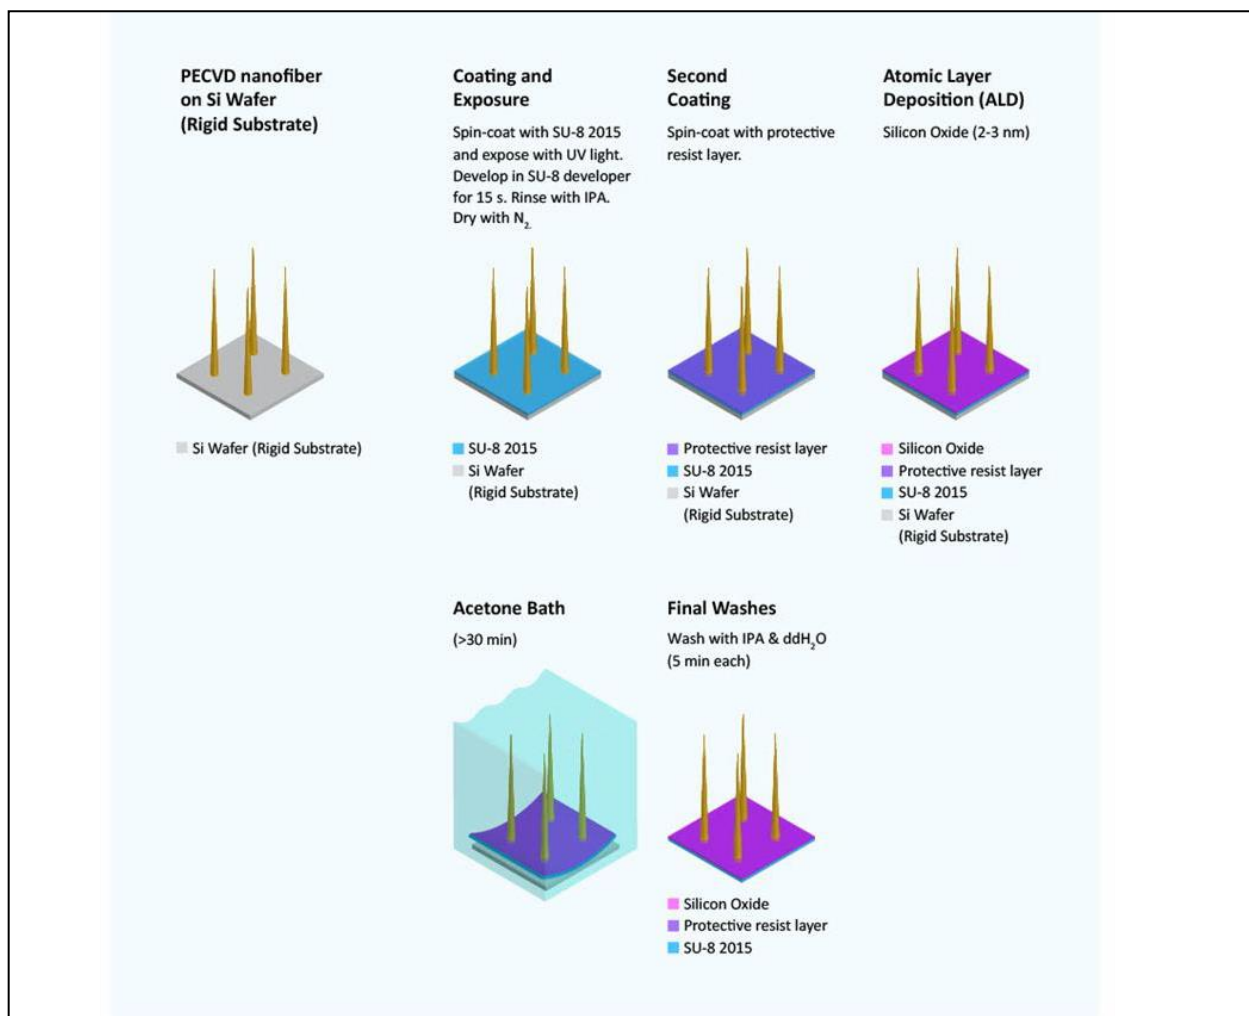 PECVD nanofiber
on Si Wafer
(Rigid Substrate)
Si Wafer (Rigid Substrate)
Coating and
Exposure
Spin-coat with SU-8 2015
and expose with UV light.
Develop in SU-8 developer
for 15 s. Rinse with IPA.
Dry with N₂.
SU-8 2015
Si Wafer
(Rigid Substrate)
Second
Coating
Spin-coat with protective
resist layer.
Protective resist layer
SU-8 2015
Si Wafer
(Rigid Substrate)
Atomic Layer
Deposition (ALD)
Silicon Oxide (2-3 nm)
Silicon Oxide
Protective resist layer
SU-8 2015
Si Wafer
(Rigid Substrate)
Acetone Bath
(>30 min)
Final Washes
Wash with IPA & ddH₂O
(5 min each)
Silicon Oxide
Protective resist layer
SU-8 2015